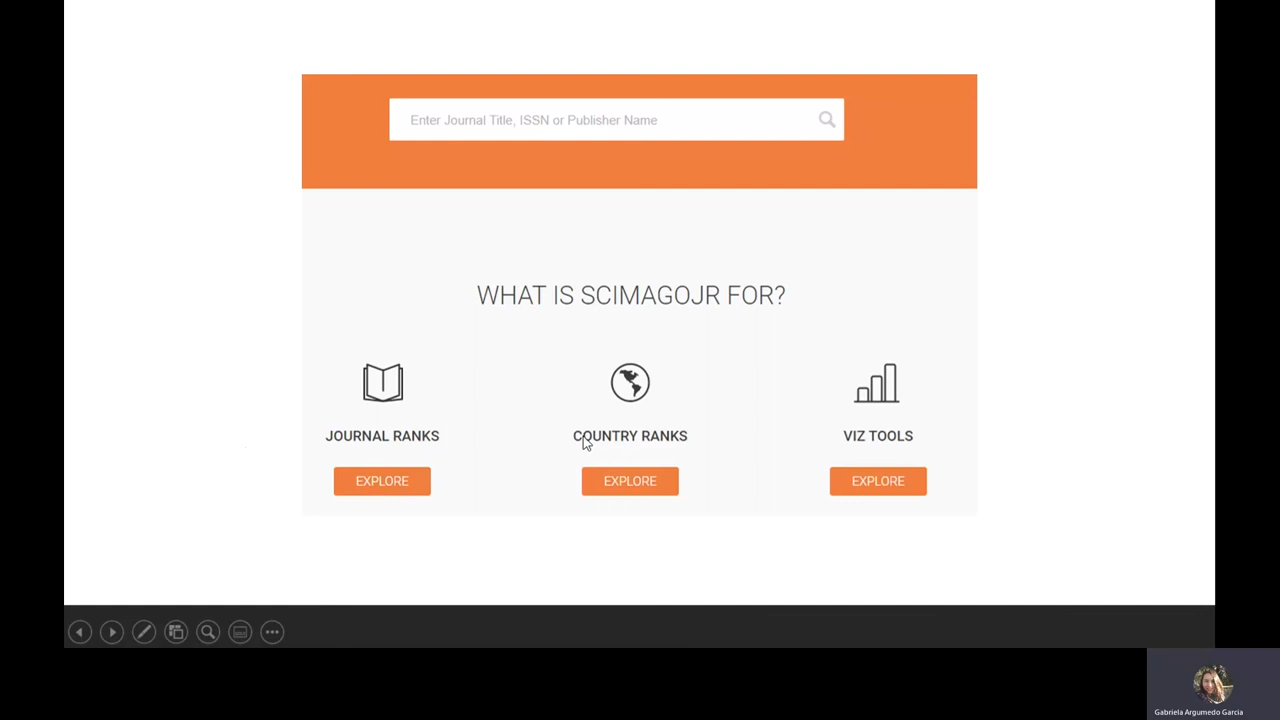 Enter Journal Title, ISSN or Publisher Name
WHAT IS SCIMAGOJR FOR?
JOURNAL RANKS
COUNTRY RANKS
VIZ TOOLS
EXPLORE
EXPLORE
EXPLORE
Gabriela Argumedo Garcia